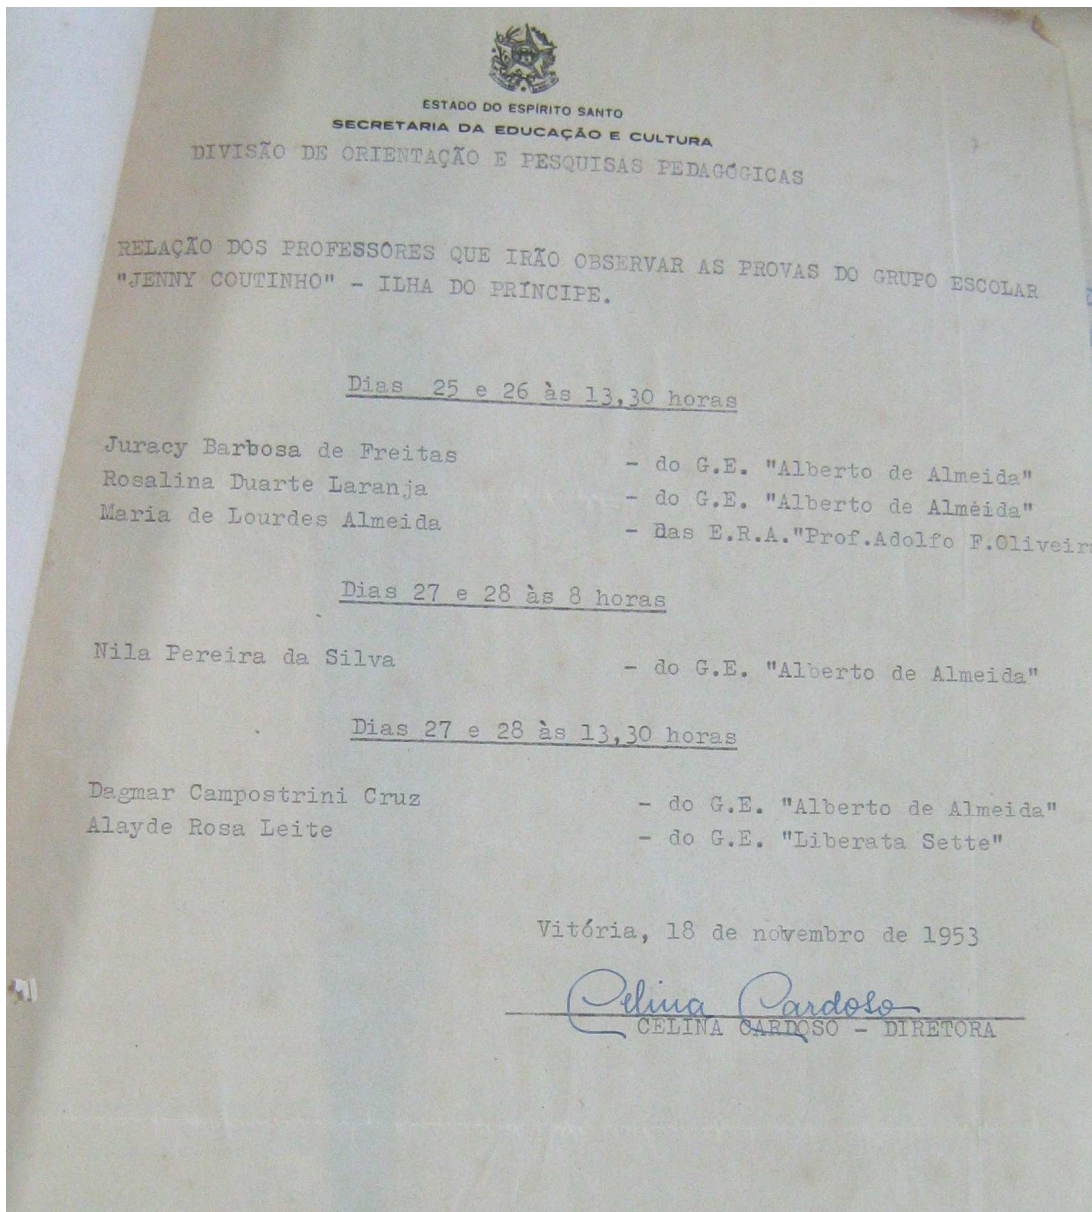 ESTADO DO ESPÍRITO SANTO
SECRETARIA DA EDUCAÇÃO E CULTURA
DIVISÃO DE ORIENTAÇÃO E PESQUISAS PEDAGÓGICAS
RELAÇÃO DOS PROFESSÔRES QUE IRÃO OBSERVAR AS PROVAS DO GRUPO ESCOLAR
"JENNY COUTINHO" - ILHA DO PRÍNCIPE.
Dias 25 e 26 às 13,30 horas
Juracy Barbosa de Freitas - do G.E. "Alberto de Almeida"
Rosalina Duarte Laranja - do G.E. "Alberto de Almeida"
Maria de Lourdes Almeida - Das E.R.A."Prof.Adolfo F.Oliveira
Dias 27 e 28 às 8 horas
Nila Pereira da Silva - do G.E. "Alberto de Almeida"
Dias 27 e 28 às 13,30 horas
Dagmar Campostrini Cruz - do G.E. "Alberto de Almeida"
Alayde Rosa Leite - do G.E. "Liberata Sette"
Vitória, 18 de novembro de 1953
Celina Cardoso
CELINA CARDOSO - DIRETORA